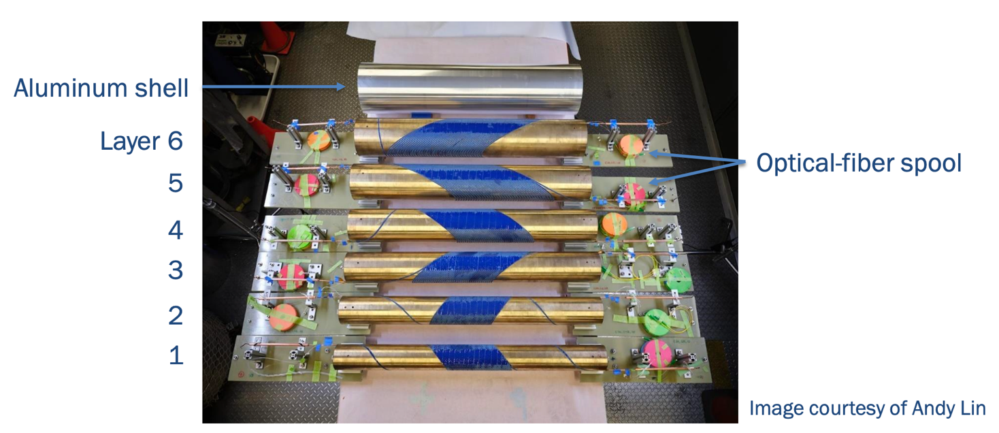 Aluminum shell
Layer 6
5
Optical-fiber spool
4
3
2
1
Image courtesy of Andy Lin